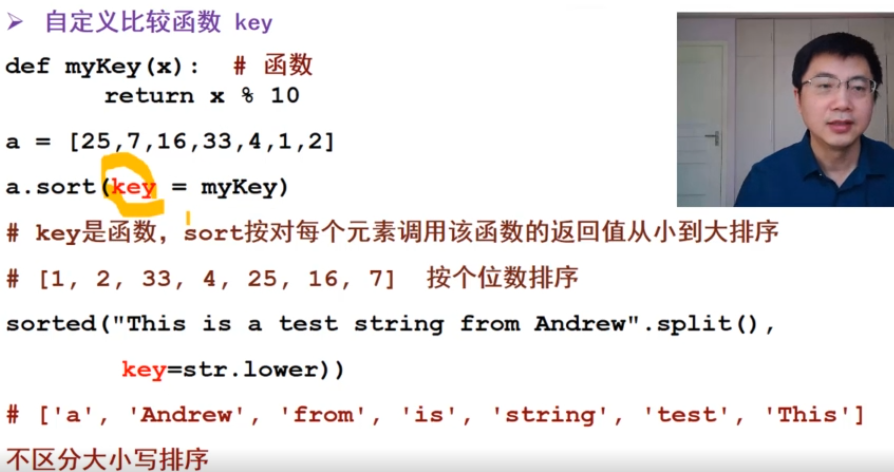 ➢ 自定义比较函数 key
def myKey(x): # 函数
return x % 10
a = [25,7,16,33,4,1,2]
a.sort(key = myKey)
# key是函数，sort按对每个元素调用该函数的返回值从小到大排序
# [1, 2, 33, 4, 25, 16, 7] 按个位数排序
sorted("This is a test string from Andrew".split(),
key=str.lower))
# ['a', 'Andrew', 'from', 'is', 'string', 'test', 'This']
不区分大小写排序